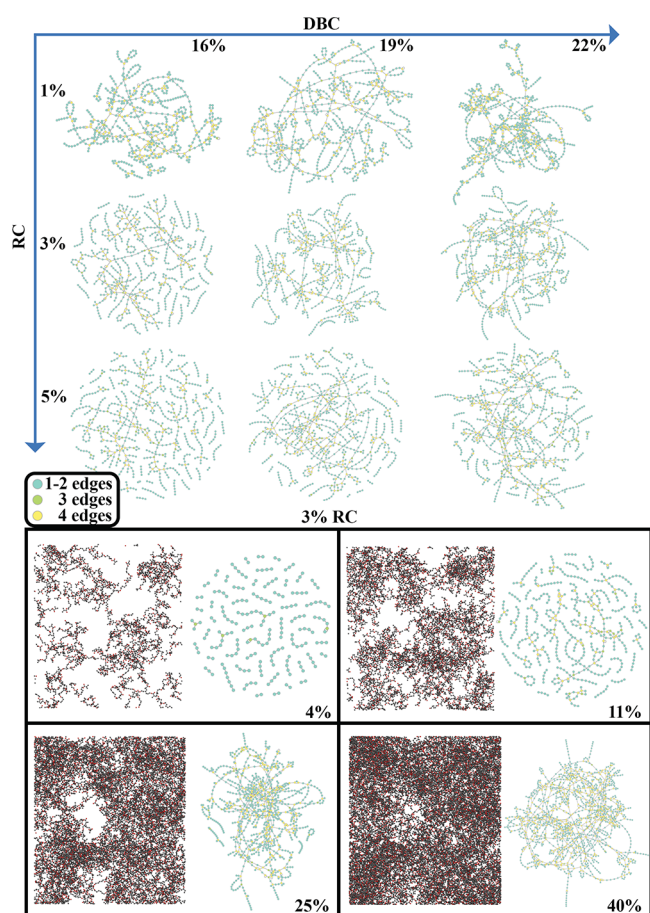 DBC
16% 19% 22%
1%
RC
3%
5%
1-2 edges
3 edges
4 edges
3% RC
4% 11%
25% 40%